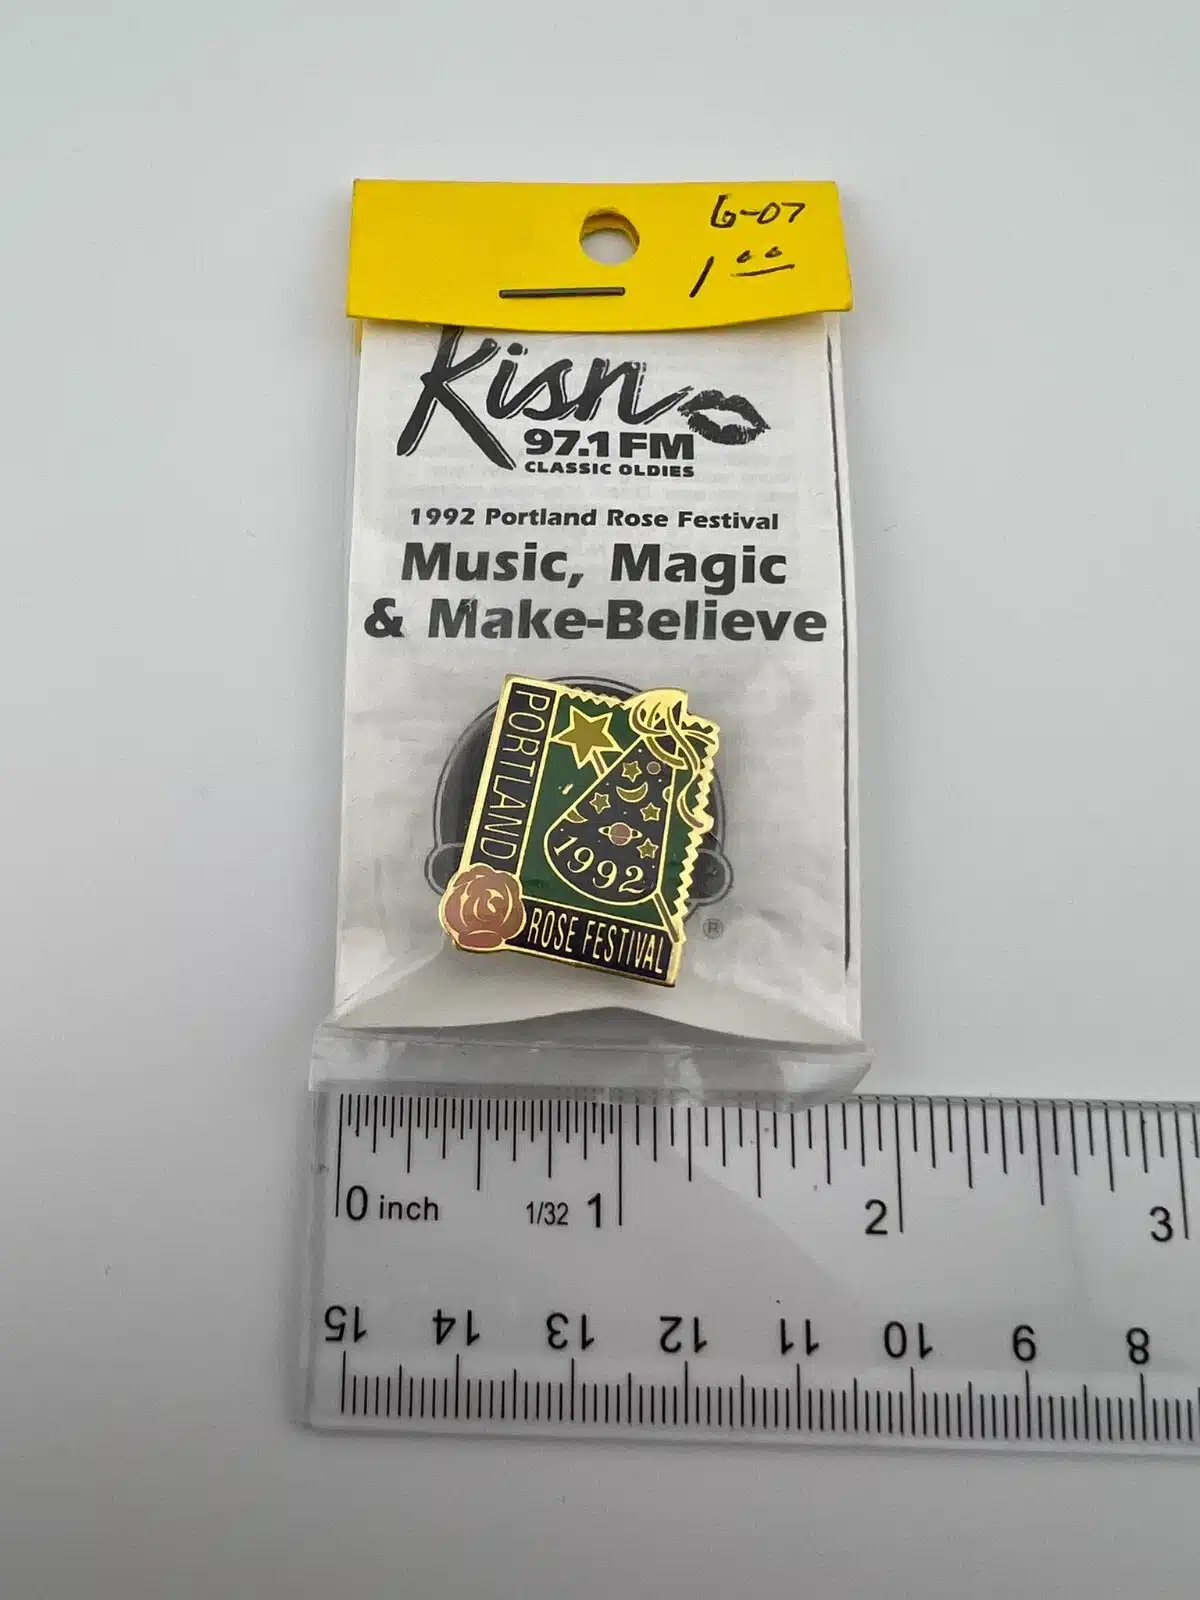 6-07
1 00
Kisn
97.1 FM
CLASSIC OLDIES
1992 Portland Rose Festival
Music, Magic
& Make-Believe
PORTLAND
1992
ROSE FESTIVAL
®
0 inch 1/32 1 2 3
15 14 13 12 11 10 9 8